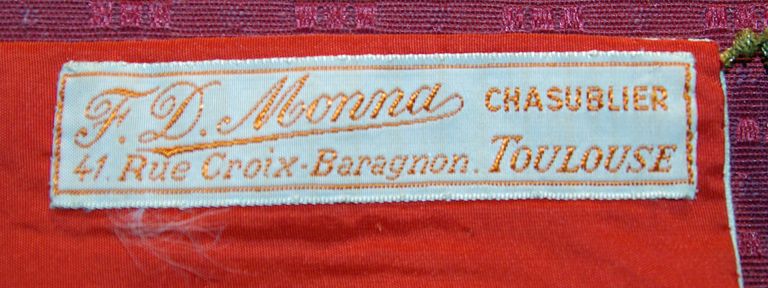 F. D. Monna CHASUBLIER
41. Rue Croix-Baragnon. TOULOUSE